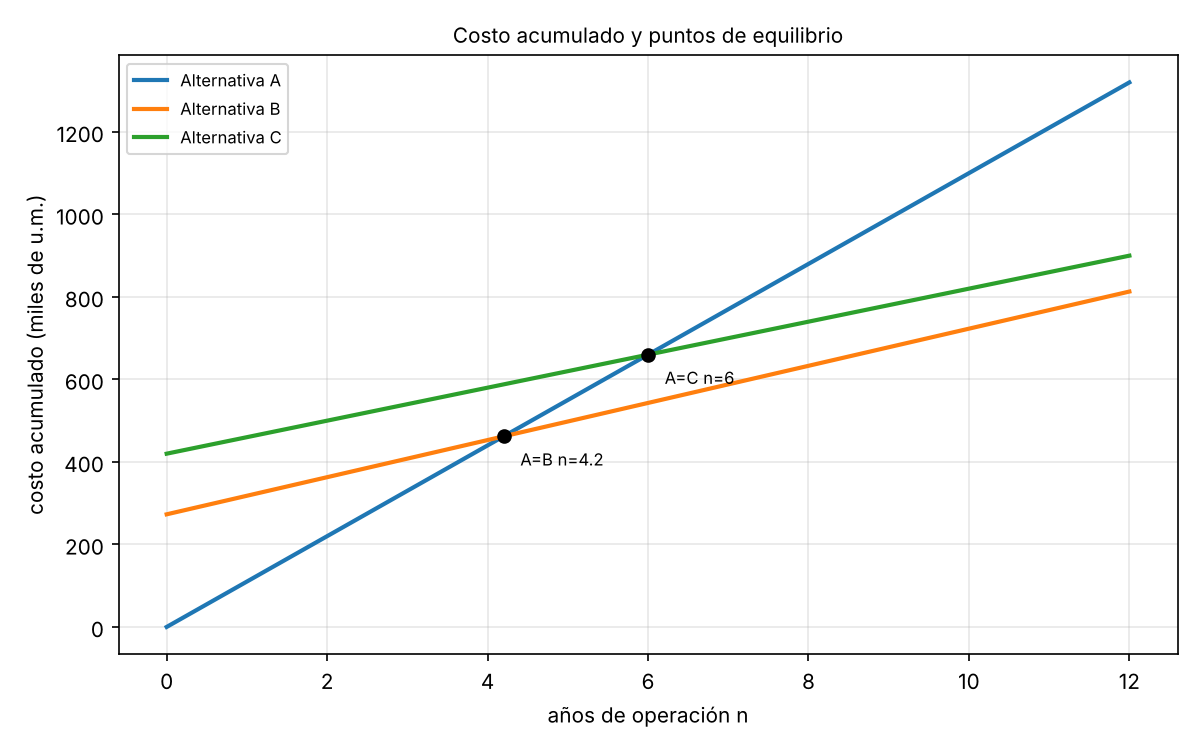 Costo acumulado y puntos de equilibrio
Alternativa A
Alternativa B
Alternativa C
costo acumulado (miles de u.m.)
1200
1000
800
600
400
200
0
A=C n=6
A=B n=4.2
0 2 4 6 8 10 12
años de operación n